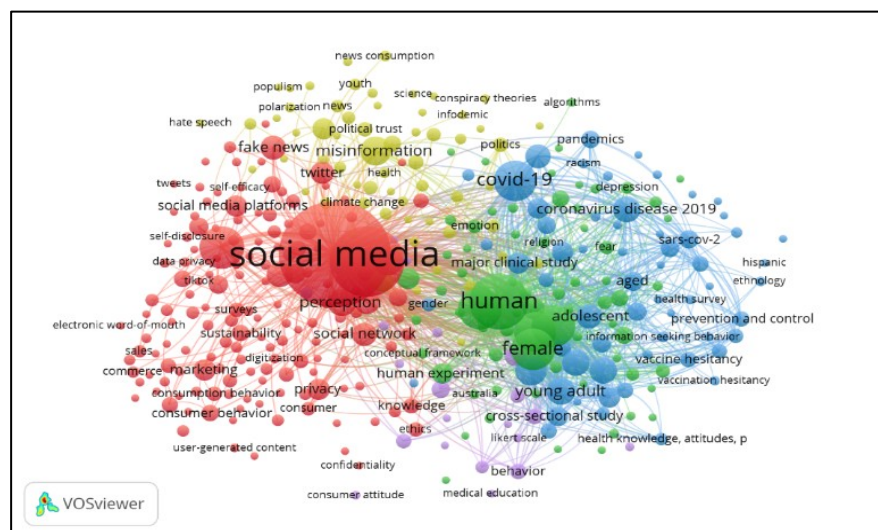 news consumption
populism
youth
science
conspiracy theories
algorithms
polarization
news
infodemic
hate speech
political trust
fake news
misinformation
politics
pandemics
twitter
health
racism
tweets
self-efficacy
covid-19
climate change
depression
social media platforms
coronavirus disease 2019
emotion
self-disclosure
religion
fear
sars-cov-2
social media
data privacy
major clinical study
hispanic
tiktok
aged
ethnology
surveys
perception
gender
human
health survey
electronic word-of-mouth
adolescent
prevention and control
sustainability
social network
information seeking behavior
sales
digitization
conceptual framework
female
vaccine hesitancy
commerce
marketing
human experiment
vaccination hesitancy
consumption behavior
privacy
australia
young adult
consumer behavior
consumer
knowledge
cross-sectional study
ethics
likert scale
health knowledge, attitudes, p
user-generated content
confidentiality
behavior
consumer attitude
medical education
VOSviewer